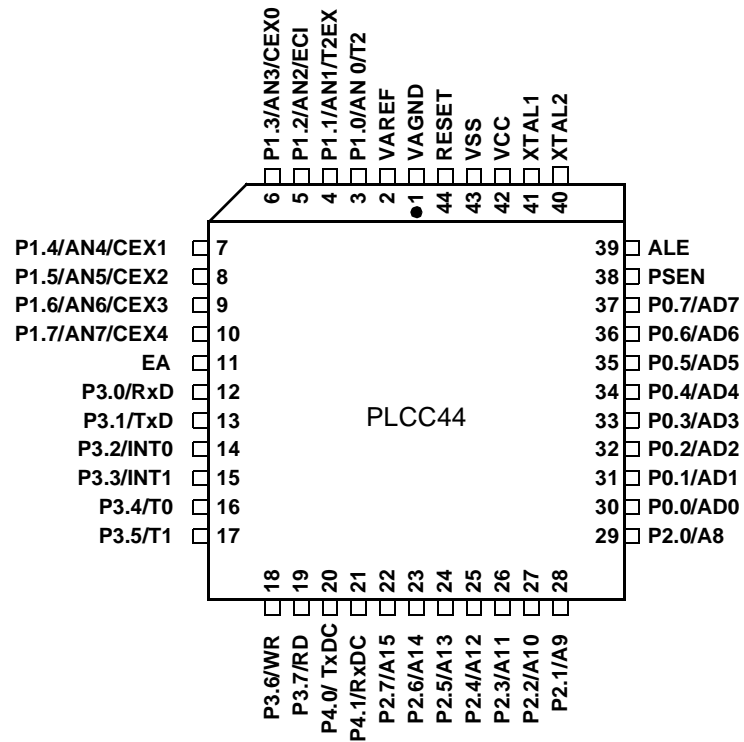 P1.3/AN3/CEX0
P1.2/AN2/ECI
P1.1/AN1/T2EX
P1.0/AN 0/T2
VAREF
VAGND
RESET
VSS
VCC
XTAL1
XTAL2
6
5
4
3
2
1
44
43
42
41
40
P1.4/AN4/CEX1 7
P1.5/AN5/CEX2 8
P1.6/AN6/CEX3 9
P1.7/AN7/CEX4 10
EA 11
P3.0/RxD 12
P3.1/TxD 13
P3.2/INT0 14
P3.3/INT1 15
P3.4/T0 16
P3.5/T1 17
PLCC44
39 ALE
38 PSEN
37 P0.7/AD7
36 P0.6/AD6
35 P0.5/AD5
34 P0.4/AD4
33 P0.3/AD3
32 P0.2/AD2
31 P0.1/AD1
30 P0.0/AD0
29 P2.0/A8
18
19
20
21
22
23
24
25
26
27
28
P3.6/WR
P3.7/RD
P4.0/ TxDC
P4.1/RxDC
P2.7/A15
P2.6/A14
P2.5/A13
P2.4/A12
P2.3/A11
P2.2/A10
P2.1/A9